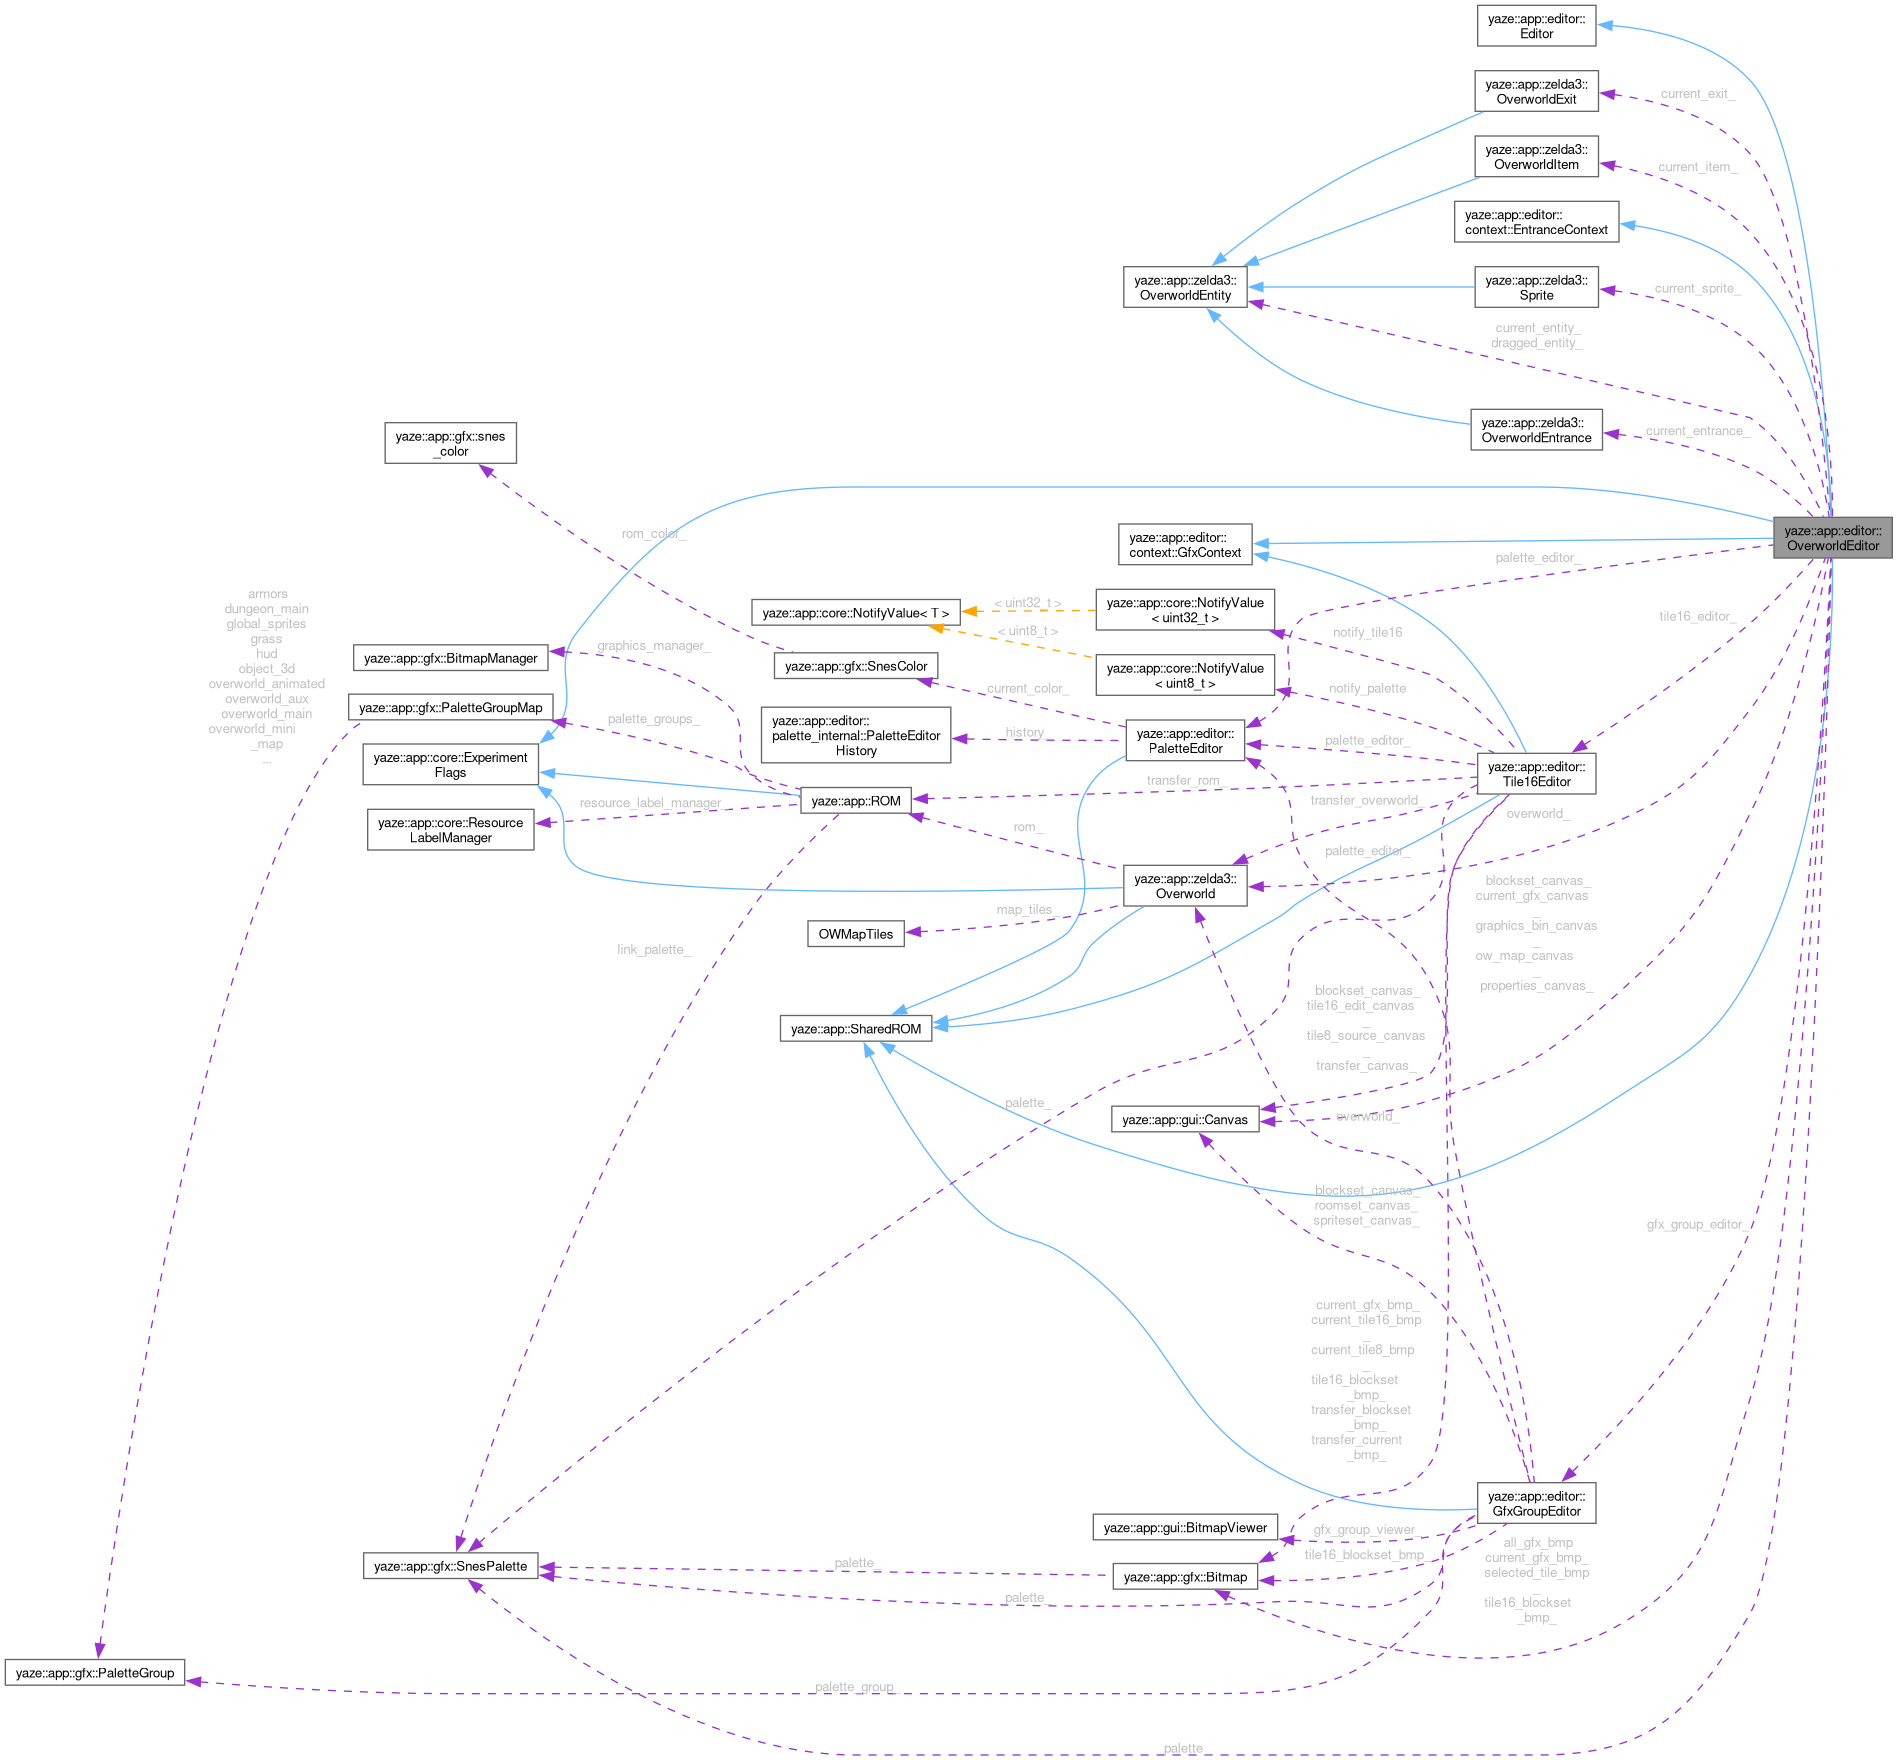 yaze::app::editor::
Editor
yaze::app::zelda3::
OverworldExit
current_exit_
yaze::app::zelda3::
OverworldItem
current_item_
yaze::app::editor::
context::EntranceContext
yaze::app::zelda3::
OverworldEntity
yaze::app::zelda3::
Sprite
current_sprite_
current_entity_
dragged_entity_
yaze::app::zelda3::
OverworldEntrance
current_entrance_
yaze::app::gfx::snes
_color
rom_color_
yaze::app::editor::
OverworldEditor
yaze::app::editor::
context::GfxContext
palette_editor_
armors
dungeon_main
global_sprites
grass
hud
object_3d
overworld_animated
overworld_aux
overworld_main
overworld_mini
_map
...
yaze::app::core::NotifyValue< T >
< uint32_t >
< uint8_t >
yaze::app::core::NotifyValue
< uint32_t >
notify_tile16
tile16_editor_
yaze::app::gfx::BitmapManager
graphics_manager_
yaze::app::gfx::SnesColor
yaze::app::core::NotifyValue
< uint8_t >
current_color_
notify_palette
yaze::app::gfx::PaletteGroupMap
palette_groups_
yaze::app::editor::
palette_internal::PaletteEditor
History
history_
yaze::app::editor::
PaletteEditor
palette_editor_
yaze::app::core::Experiment
Flags
yaze::app::editor::
Tile16Editor
transfer_rom_
yaze::app::ROM
resource_label_manager_
yaze::app::core::Resource
LabelManager
transfer_overworld_
overworld_
rom_
palette_editor_
yaze::app::zelda3::
Overworld
map_tiles_
OWMapTiles
link_palette_
blockset_canvas_
current_gfx_canvas
_
graphics_bin_canvas
_
ow_map_canvas
_
properties_canvas_
blockset_canvas_
tile16_edit_canvas
_
tile8_source_canvas
_
transfer_canvas_
yaze::app::SharedROM
palette_
yaze::app::gui::Canvas
overworld_
blockset_canvas_
roomset_canvas_
spriteset_canvas_
gfx_group_editor_
current_gfx_bmp_
current_tile16_bmp
_
current_tile8_bmp
_
tile16_blockset
_bmp_
transfer_blockset
_bmp_
transfer_current
_bmp_
yaze::app::editor::
GfxGroupEditor
yaze::app::gui::BitmapViewer
gfx_group_viewer_
tile16_blockset_bmp_
all_gfx_bmp
current_gfx_bmp_
selected_tile_bmp
_
tile16_blockset
_bmp_
yaze::app::gfx::SnesPalette
palette_
yaze::app::gfx::Bitmap
palette_
yaze::app::gfx::PaletteGroup
palette_group_
palette_